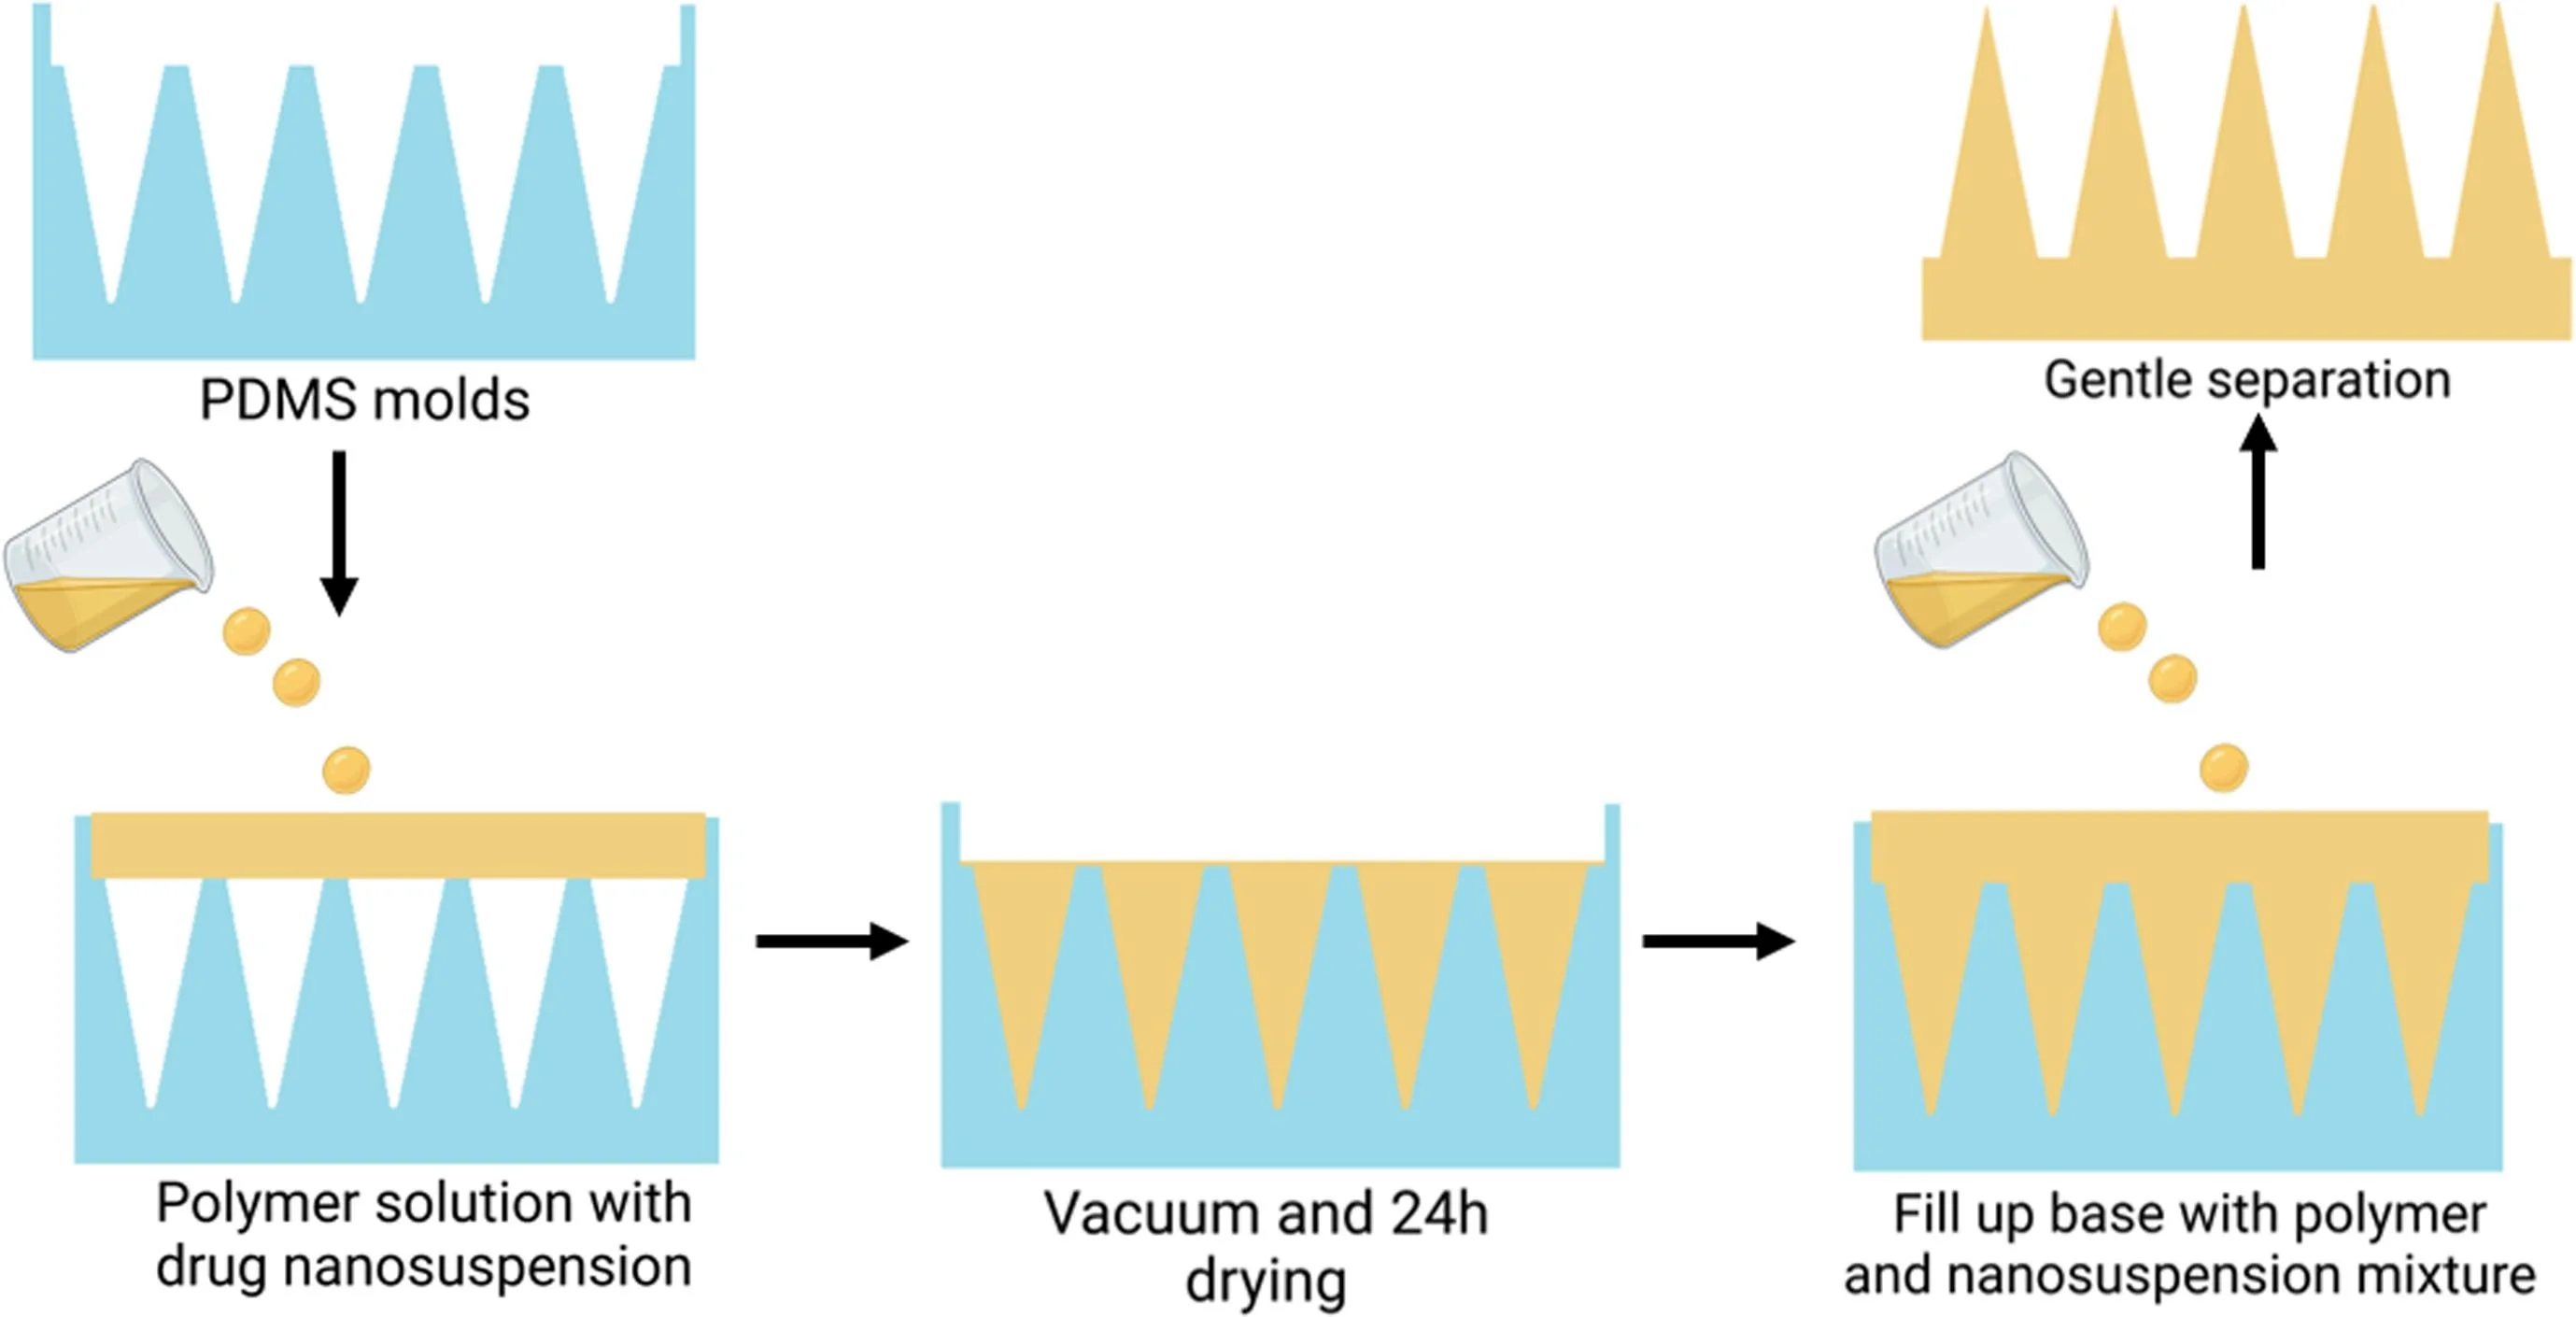 PDMS molds
Polymer solution with
drug nanosuspension
Vacuum and 24h
drying
Fill up base with polymer
and nanosuspension mixture
Gentle separation